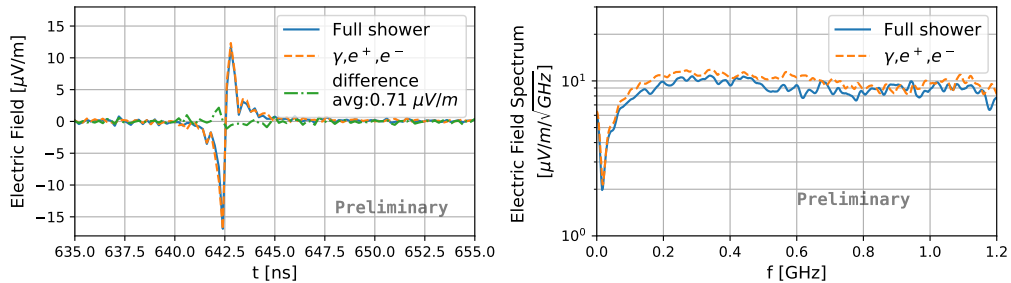 Electric Field [μV/m]
15
10
5
0
−5
−10
−15
Full shower
γ,e⁺,e⁻
difference
avg:0.71 μV/m
Preliminary
635.0 637.5 640.0 642.5 645.0 647.5 650.0 652.5 655.0
t [ns]
Electric Field Spectrum
[μV/m/√GHz]
10¹
10⁰
Full shower
γ,e⁺,e⁻
Preliminary
0.0 0.2 0.4 0.6 0.8 1.0 1.2
f [GHz]